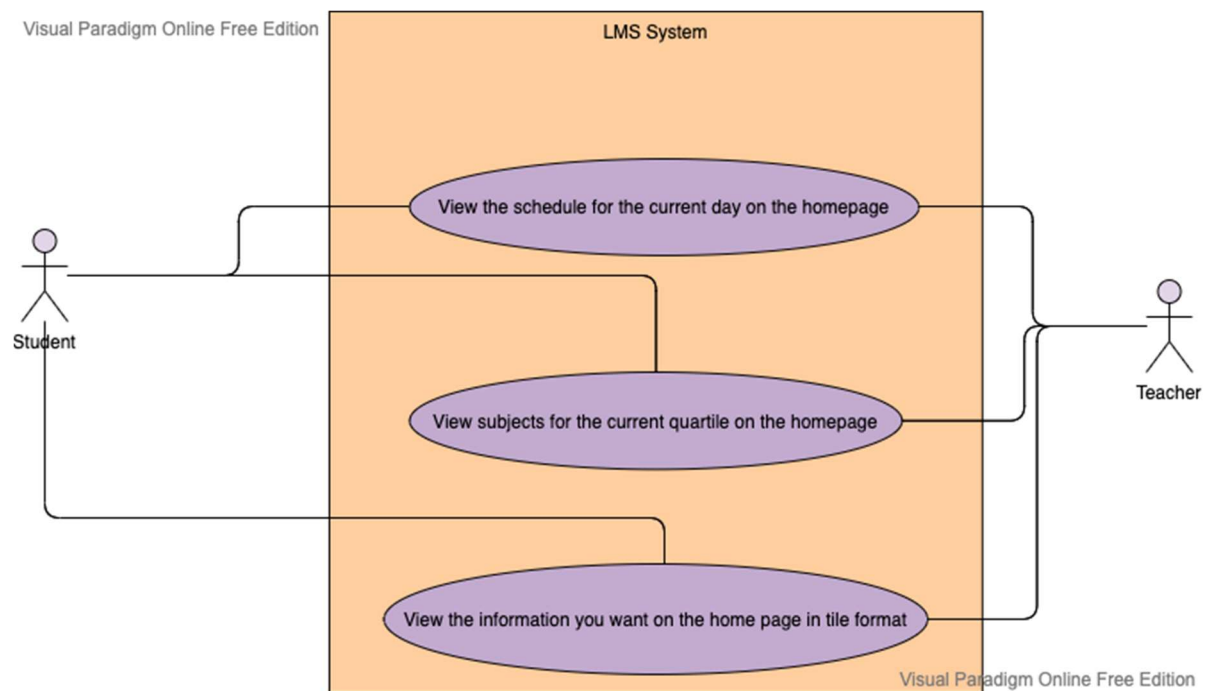 Visual Paradigm Online Free Edition
LMS System
View the schedule for the current day on the homepage
Student
Teacher
View subjects for the current quartile on the homepage
View the information you want on the home page in tile format
Visual Paradigm Online Free Edition